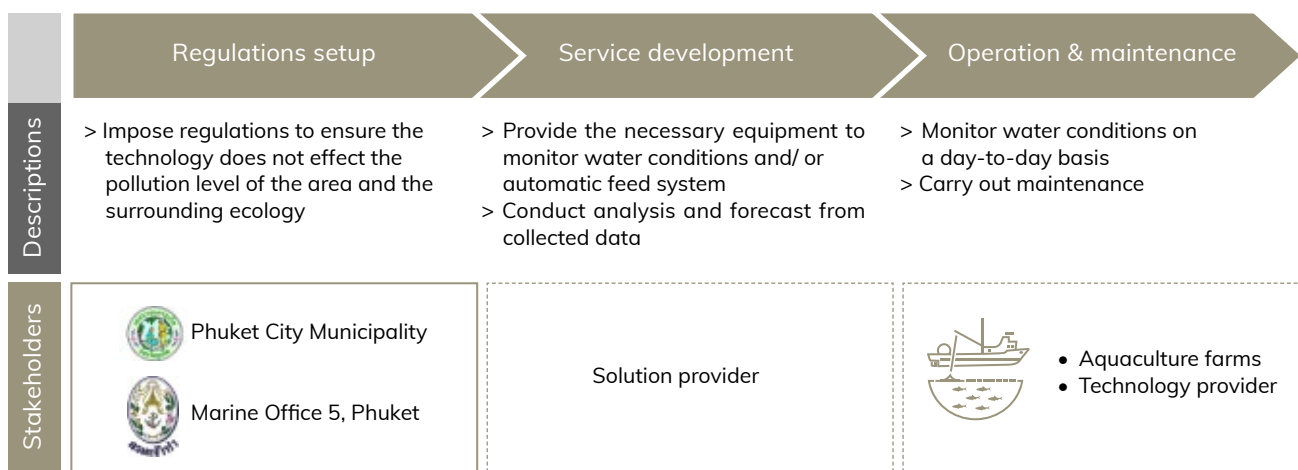 Regulations setup
Service development
Operation & maintenance
Descriptions
> Impose regulations to ensure the
technology does not effect the
pollution level of the area and the
surrounding ecology
> Provide the necessary equipment to
monitor water conditions and/ or
automatic feed system
> Conduct analysis and forecast from
collected data
> Monitor water conditions on
a day-to-day basis
> Carry out maintenance
Stakeholders
Phuket City Municipality
Marine Office 5, Phuket
Solution provider
• Aquaculture farms
• Technology provider